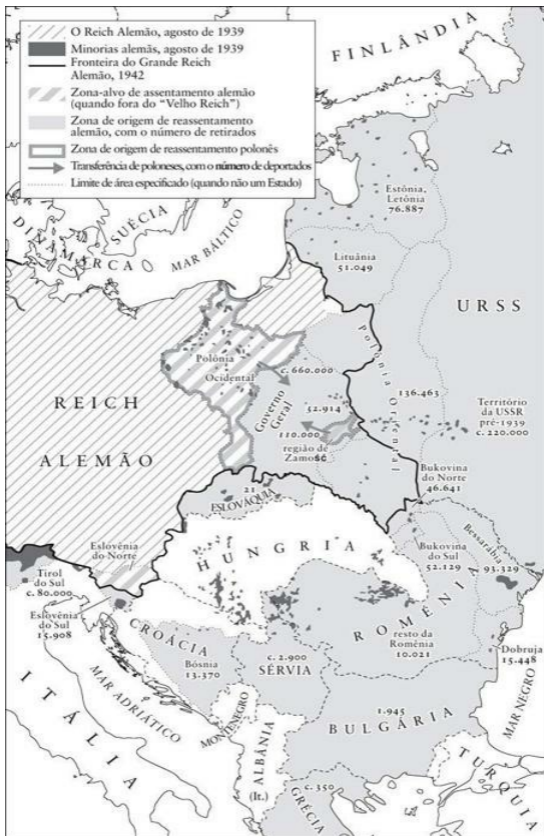 O Reich Alemão, agosto de 1939
Minorias alemãs, agosto de 1939
Fronteira do Grande Reich
Alemão, 1942
Zona-alvo de assentamento alemão
(quando fora do “Velho Reich”)
Zona de origem de reassentamento
alemão, com o número de retirados
Zona de origem de reassentamento polonês
Transferência de poloneses, com o número de deportados
Limite de área especificado (quando não um Estado)
FINLÂNDIA
SUÉCIA
DINAMARCA
MAR BÁLTICO
Estônia,
Letônia
76.887
Lituânia
51.049
URSS
REICH
ALEMÃO
Polônia
Ocidental
c. 660.000
Governo
Geral
52.914
110.000
região de
Zamość
Polônia Oriental
136.463
Território
da USSR
pré-1939
c. 220.000
Bukovina
do Norte
46.641
21
ESLOVÁQUIA
HUNGRIA
Bukovina
do Sul
52.129
Bessarábia
93.329
Eslovênia
do Norte
Tirol
do Sul
c. 80.000
Eslovênia
do Sul
15.908
CROÁCIA
Bósnia
13.370
c. 2.900
SÉRVIA
ROMÊNIA
resto da
Romênia
10.021
Dobruja
15.448
MAR NEGRO
ITÁLIA
MAR ADRIÁTICO
MONTENEGRO
ALBÂNIA
(It.)
1.945
BULGÁRIA
c. 350
GRÉCIA
TURQUIA